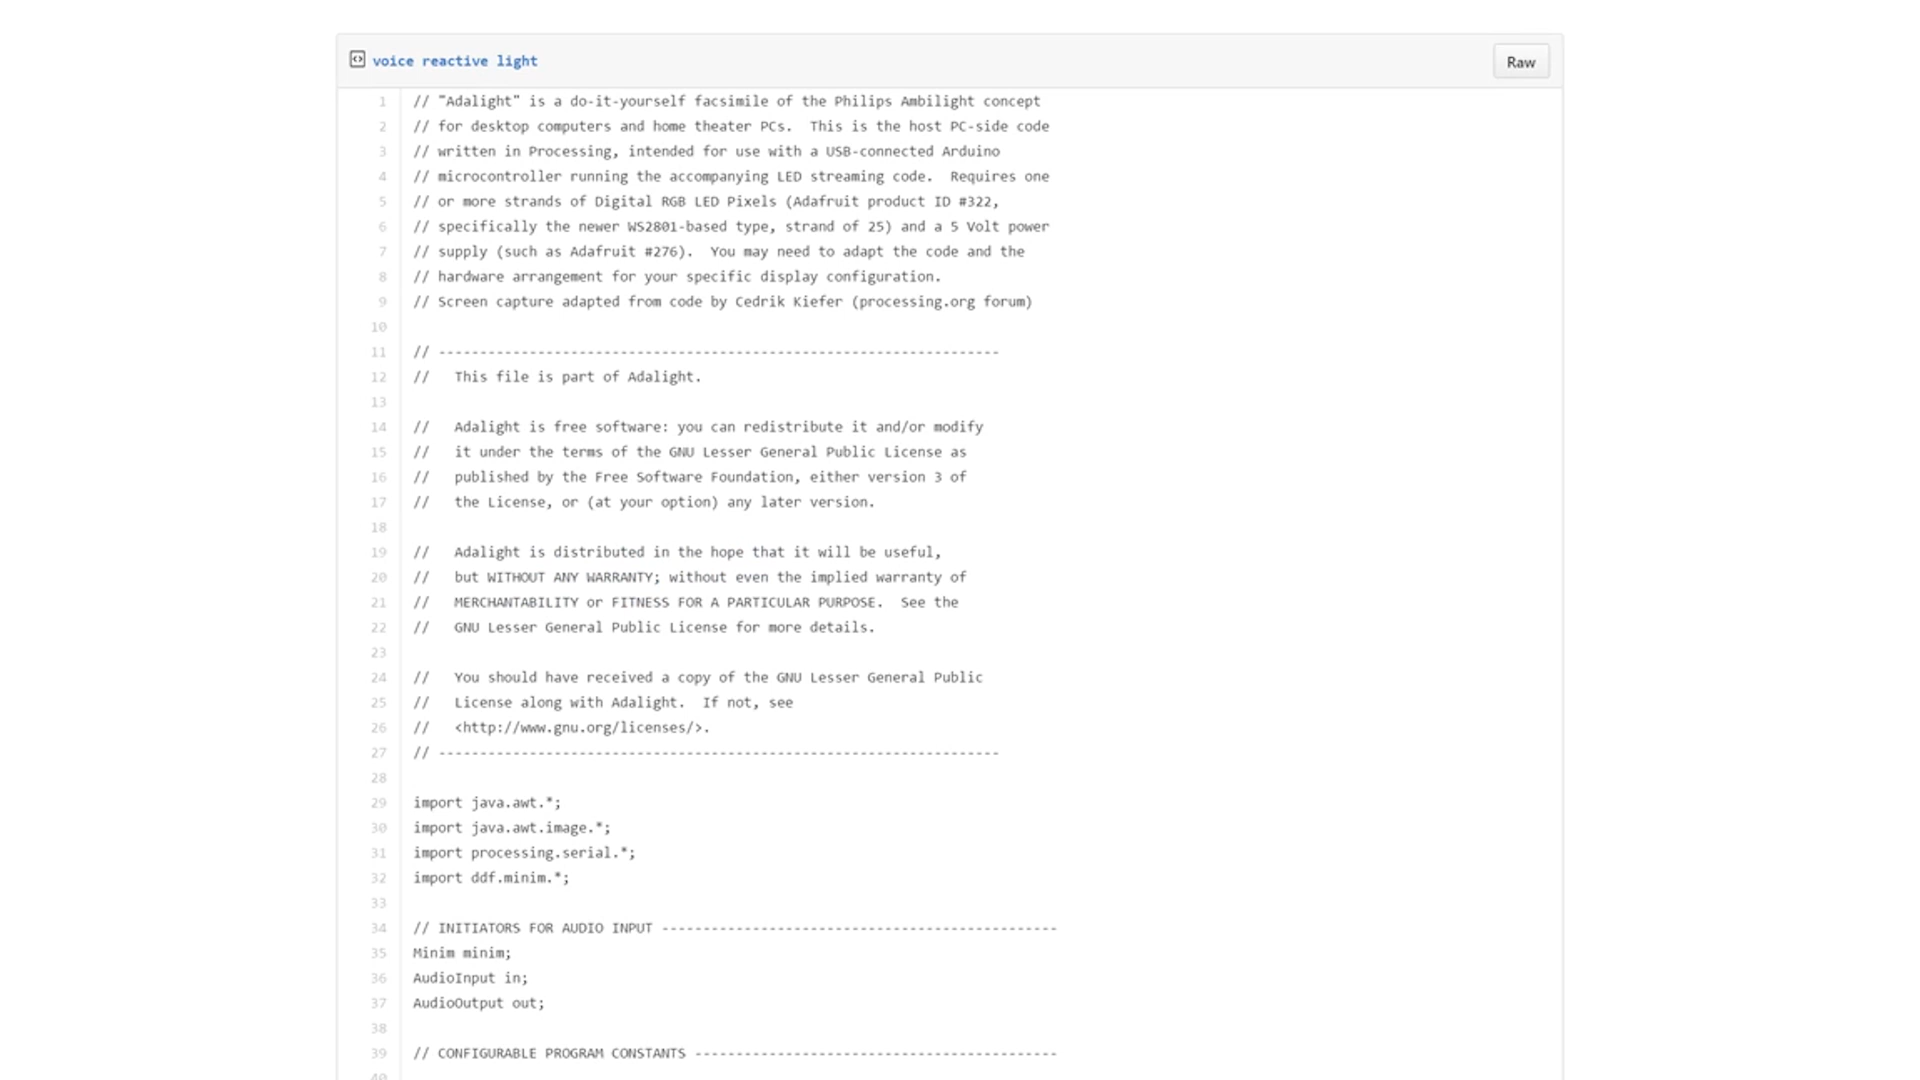 voice reactive light
Raw
1 // "Adalight" is a do-it-yourself facsimile of the Philips Ambilight concept
2 // for desktop computers and home theater PCs.  This is the host PC-side code
3 // written in Processing, intended for use with a USB-connected Arduino
4 // microcontroller running the accompanying LED streaming code.  Requires one
5 // or more strands of Digital RGB LED Pixels (Adafruit product ID #322,
6 // specifically the newer WS2801-based type, strand of 25) and a 5 Volt power
7 // supply (such as Adafruit #276).  You may need to adapt the code and the
8 // hardware arrangement for your specific display configuration.
9 // Screen capture adapted from code by Cedrik Kiefer (processing.org forum)
10
11 // --------------------------------------------------------------------
12 //   This file is part of Adalight.
13
14 //   Adalight is free software: you can redistribute it and/or modify
15 //   it under the terms of the GNU Lesser General Public License as
16 //   published by the Free Software Foundation, either version 3 of
17 //   the License, or (at your option) any later version.
18
19 //   Adalight is distributed in the hope that it will be useful,
20 //   but WITHOUT ANY WARRANTY; without even the implied warranty of
21 //   MERCHANTABILITY or FITNESS FOR A PARTICULAR PURPOSE.  See the
22 //   GNU Lesser General Public License for more details.
23
24 //   You should have received a copy of the GNU Lesser General Public
25 //   License along with Adalight.  If not, see
26 //   <http://www.gnu.org/licenses/>.
27 // --------------------------------------------------------------------
28
29 import java.awt.*;
30 import java.awt.image.*;
31 import processing.serial.*;
32 import ddf.minim.*;
33
34 // INITIATORS FOR AUDIO INPUT ------------------------------------------------
35 Minim minim;
36 AudioInput in;
37 AudioOutput out;
38
39 // CONFIGURABLE PROGRAM CONSTANTS --------------------------------------------
40